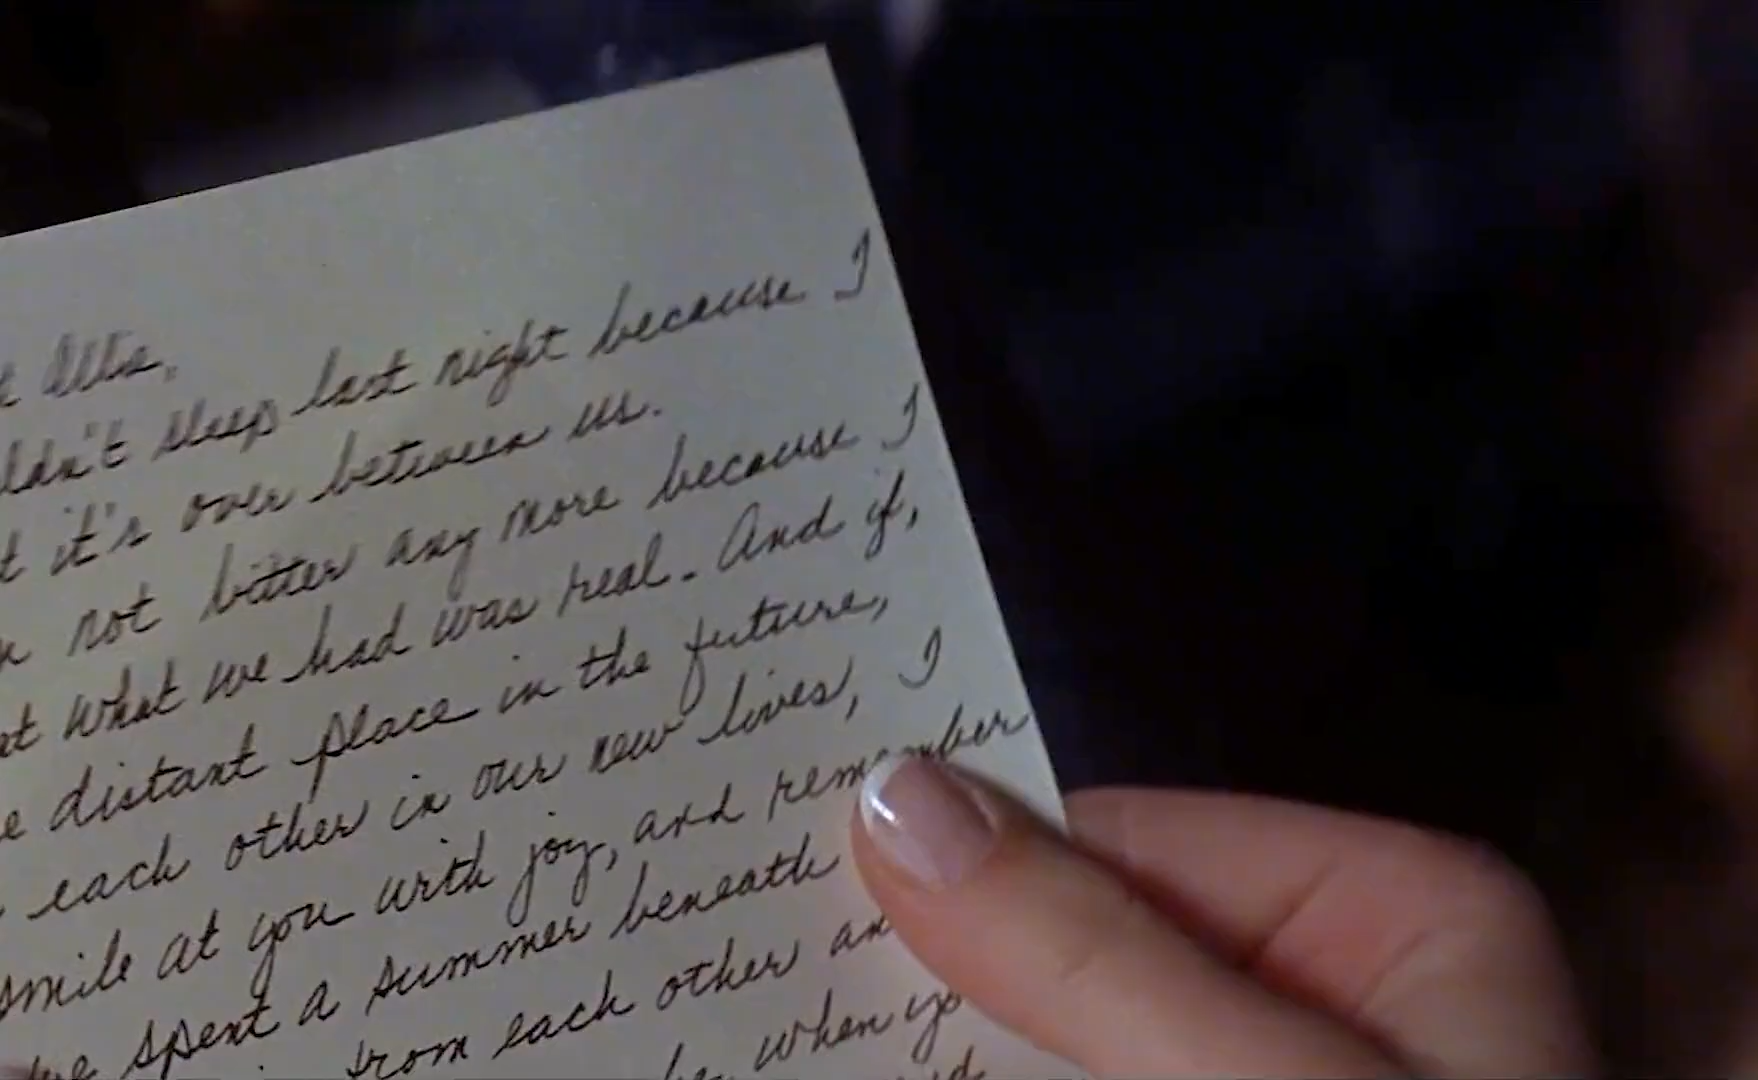 Allie,
sleep last night because I
it's over between us.
not bitter any more because I
what we had was real. And if,
distant place in the future,
each other in our new lives, I
smile at you with joy, and remember
spent a summer beneath
from each other an
when yo